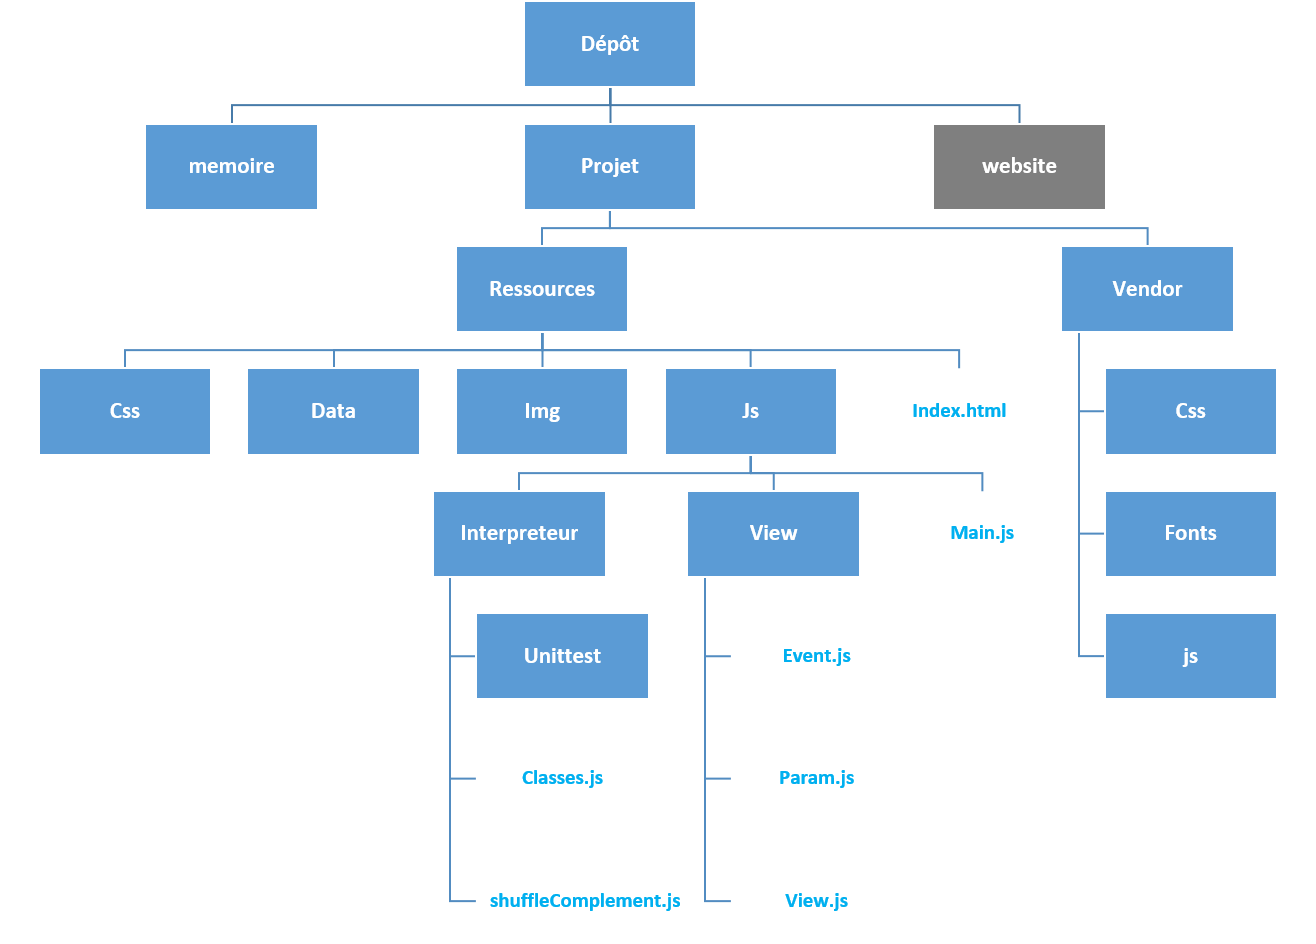 Dépôt
memoire
Projet
website
Ressources
Vendor
Css
Data
Img
Js
Index.html
Css
Interpreteur
View
Main.js
Fonts
Unittest
Event.js
js
Classes.js
Param.js
shuffleComplement.js
View.js